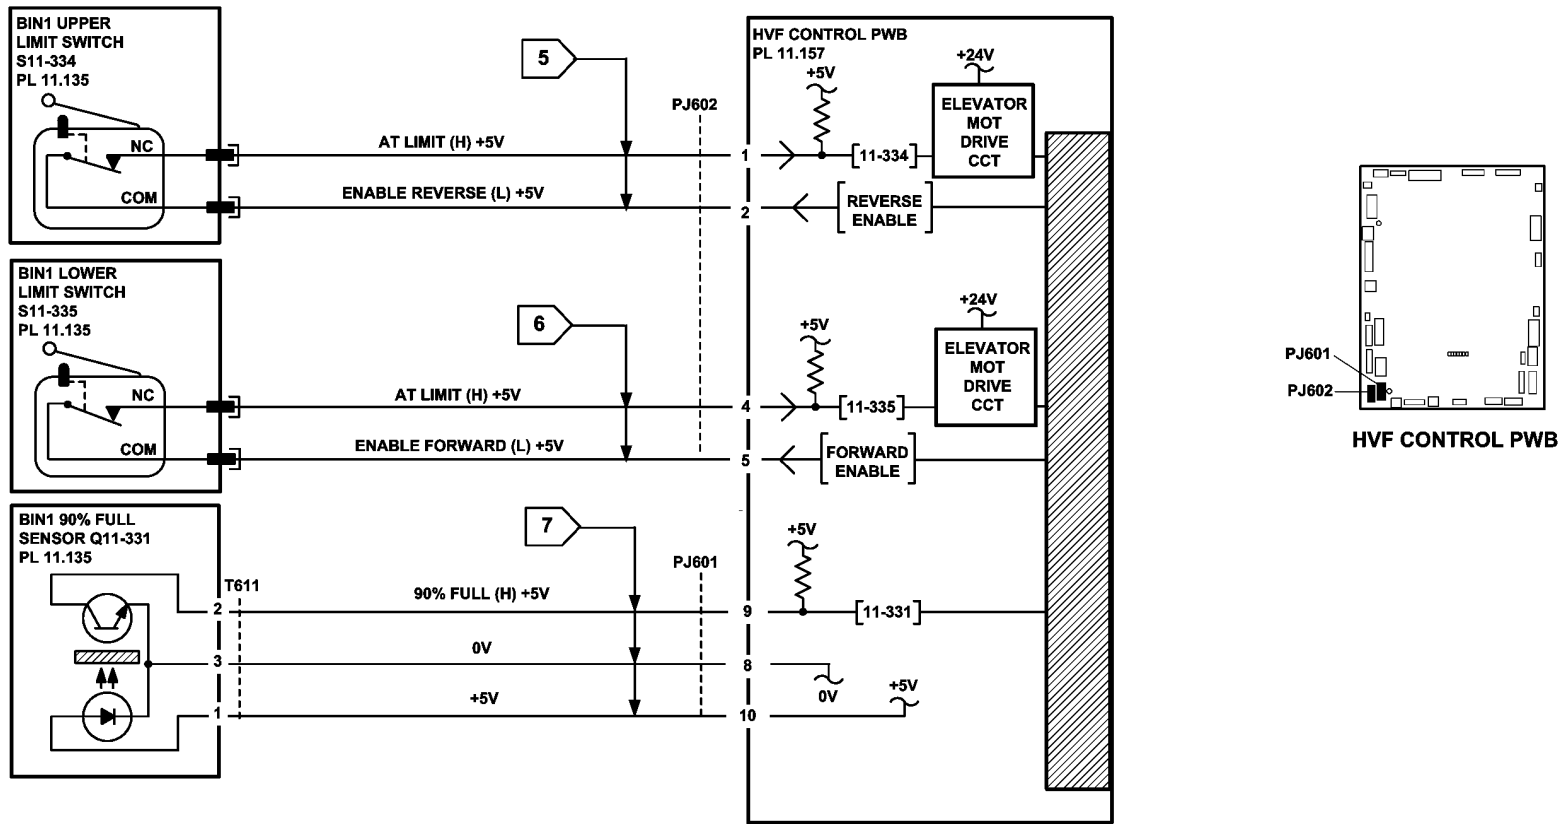 BIN1 UPPER
LIMIT SWITCH
S11-334
PL 11.135
NC
COM
AT LIMIT (H) +5V
ENABLE REVERSE (L) +5V
5
PJ602
1
2
HVF CONTROL PWB
PL 11.157
+5V
11-334
+24V
ELEVATOR
MOT
DRIVE
CCT
REVERSE
ENABLE
BIN1 LOWER
LIMIT SWITCH
S11-335
PL 11.135
NC
COM
AT LIMIT (H) +5V
ENABLE FORWARD (L) +5V
6
4
5
+5V
11-335
+24V
ELEVATOR
MOT
DRIVE
CCT
FORWARD
ENABLE
BIN1 90% FULL
SENSOR Q11-331
PL 11.135
T611
2
3
1
90% FULL (H) +5V
0V
+5V
7
PJ601
9
8
10
+5V
11-331
0V
+5V
PJ601
PJ602
HVF CONTROL PWB